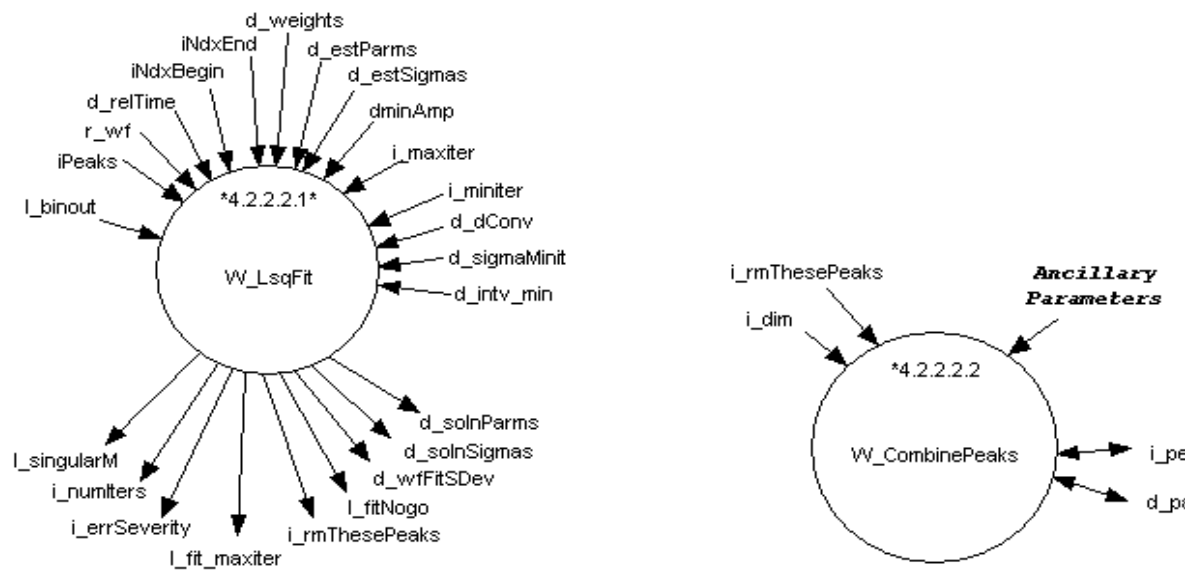 d_weights
iNdxEnd
d_estParms
iNdxBegin
d_estSigmas
d_relTime
dminAmp
r_wf
i_maxiter
iPeaks
*4.2.2.2.1*
i_miniter
l_binout
d_dConv
d_sigmaMinit
W_LsqFit
d_intv_min
i_rmThesePeaks
Ancillary
Parameters
i_dim
*4.2.2.2.2
d_solnParms
l_singularM
d_solnSigmas
W_CombinePeaks
i_pe
i_numIters
d_wfFitSDev
i_errSeverity
l_fitNogo
d_pa
l_fit_maxiter
i_rmThesePeaks